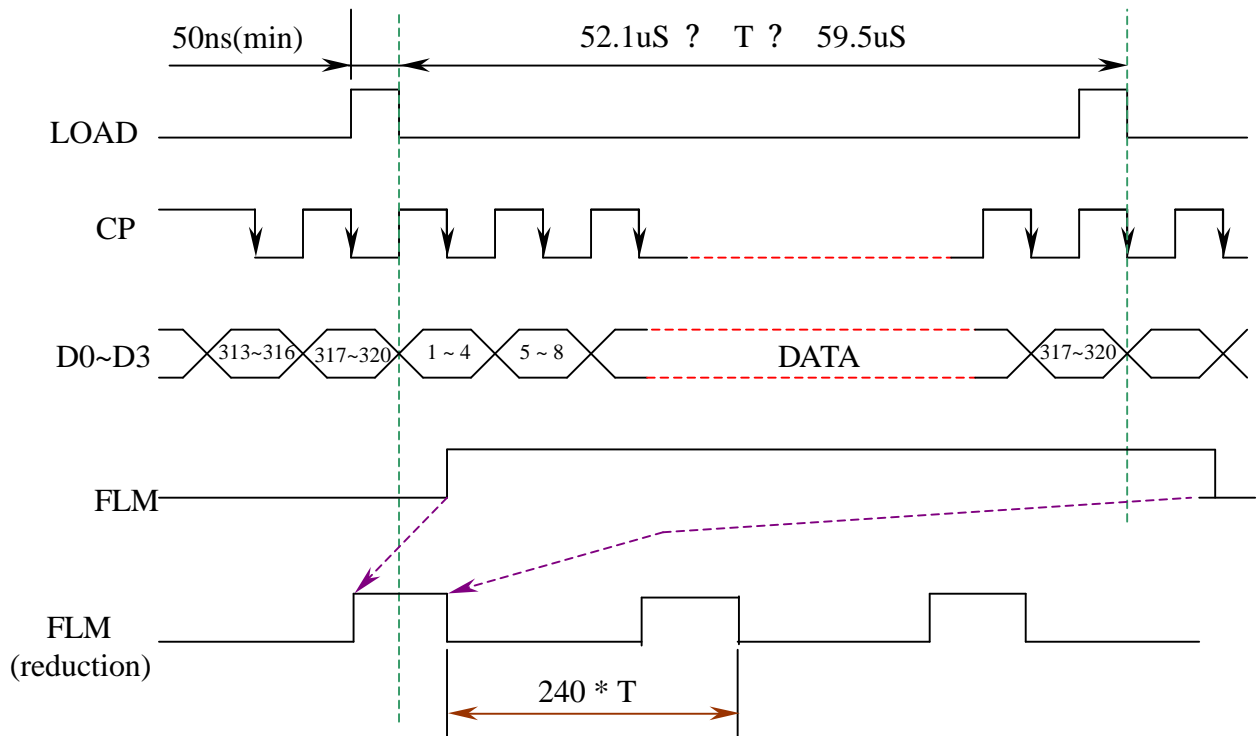 50ns(min)
52.1uS ? T ? 59.5uS
LOAD
CP
D0~D3
313~316
317~320
1 ~ 4
5 ~ 8
DATA
317~320
FLM
FLM
(reduction)
240 * T